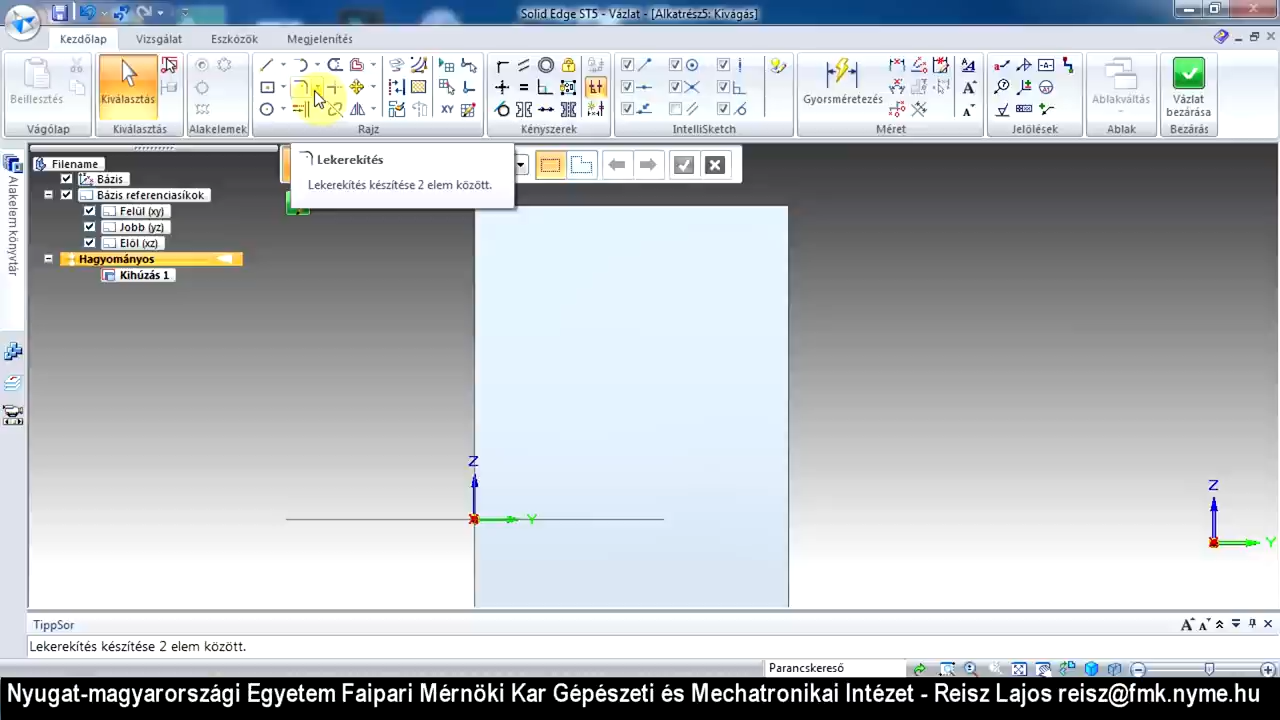 Solid Edge ST5 - Vázlat - [Alkatrész5: Kivágás]
Kezdőlap Vizsgálat Eszközök Megjelenítés
Beillesztés
Kiválasztás
Gyorsméretezés
Ablakváltás
Vázlat bezárása
Vágólap Kiválasztás Alakelemek Rajz Kényszerek IntelliSketch Méret Jelölések Ablak Bezárás
XY
Lekerekítés
Lekerekítés készítése 2 elem között.
Alakelem könyvtár
Filename
Bázis
Bázis referenciasíkok
Felül (xy)
Jobb (yz)
Elöl (xz)
Hagyományos
Kihúzás 1
Z
Y
Z
Y
TippSor
Lekerekítés készítése 2 elem között.
Parancskereső
Nyugat-magyarországi Egyetem Faipari Mérnöki Kar Gépészeti és Mechatronikai Intézet - Reisz Lajos reisz@fmk.nyme.hu